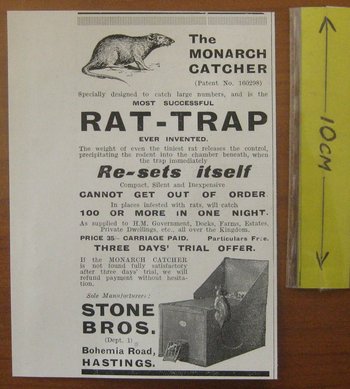 The
MONARCH
CATCHER
(Patent No. 160298)
Specially designed to catch large numbers, and is the
MOST SUCCESSFUL
RAT-TRAP
EVER INVENTED.
The weight of even the tiniest rat releases the control,
precipitating the rodent into the chamber beneath, when
the trap immediately
Re-sets itself
Compact, Silent and Inexpensive
CANNOT GET OUT OF ORDER
In places infested with rats, will catch
100 OR MORE IN ONE NIGHT.
As supplied to H.M. Government, Docks, Farms, Estates,
Private Dwellings, etc., all over the Kingdom.
PRICE 35/- CARRIAGE PAID. Particulars Free.
THREE DAYS' TRIAL OFFER.
If the MONARCH CATCHER
is not found fully satisfactory
after three days' trial, we will
refund payment without hesita-
tion.
Sole Manufacturers:
STONE
BROS.
(Dept. 1)
Bohemia Road,
HASTINGS.
10CM